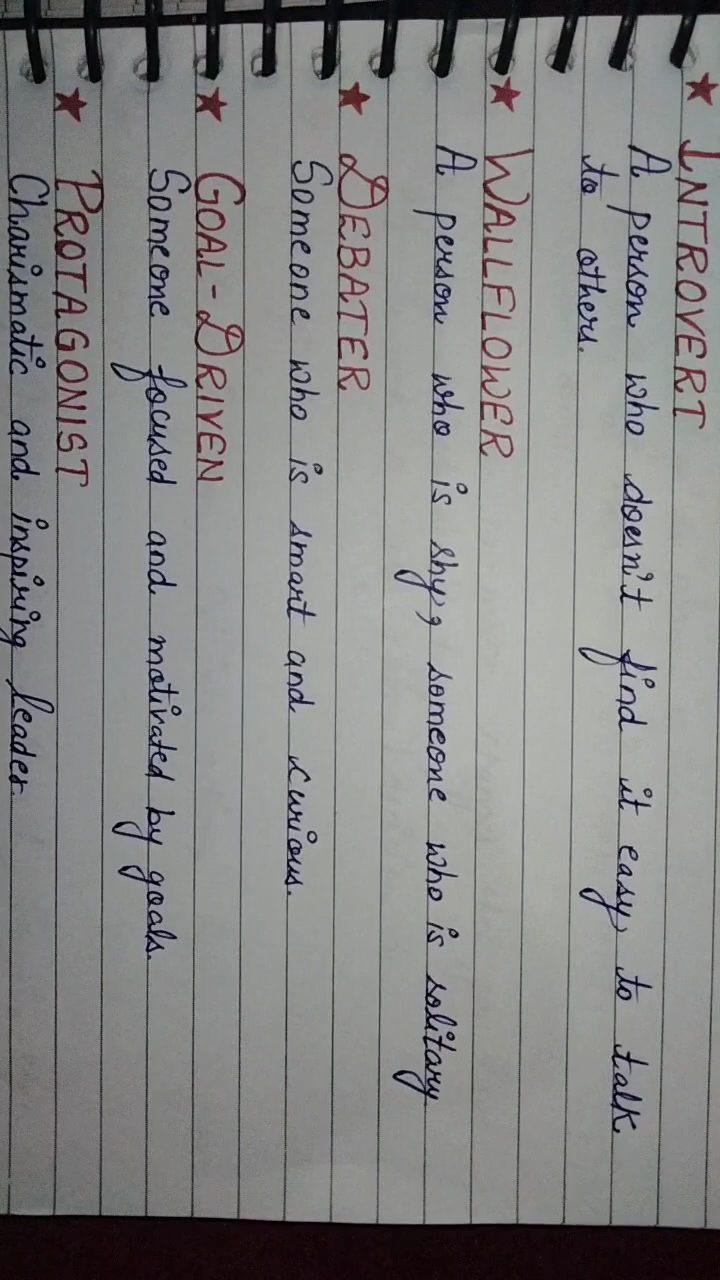 ★ INTROVERT
A person who doesn't find it easy to talk
to others.
★ WALLFLOWER
A person who is shy, someone who is solitary
★ DEBATER
Someone who is smart and curious.
★ GOAL-DRIVEN
Someone focused and motivated by goals.
★ PROTAGONIST
Charismatic and inspiring leader.